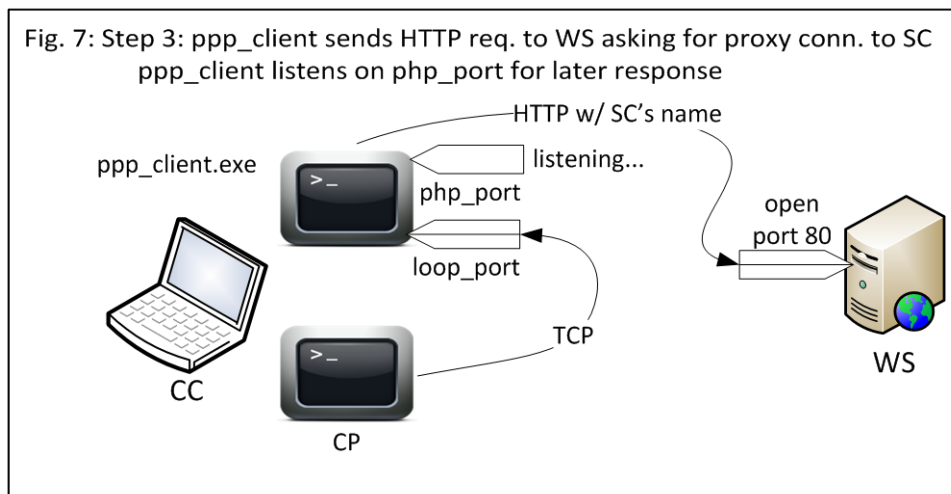 Fig. 7: Step 3: ppp_client sends HTTP req. to WS asking for proxy conn. to SC
ppp_client listens on php_port for later response
HTTP w/ SC's name
ppp_client.exe
>_
listening...
php_port
open
port 80
loop_port
TCP
>_
CC
WS
CP